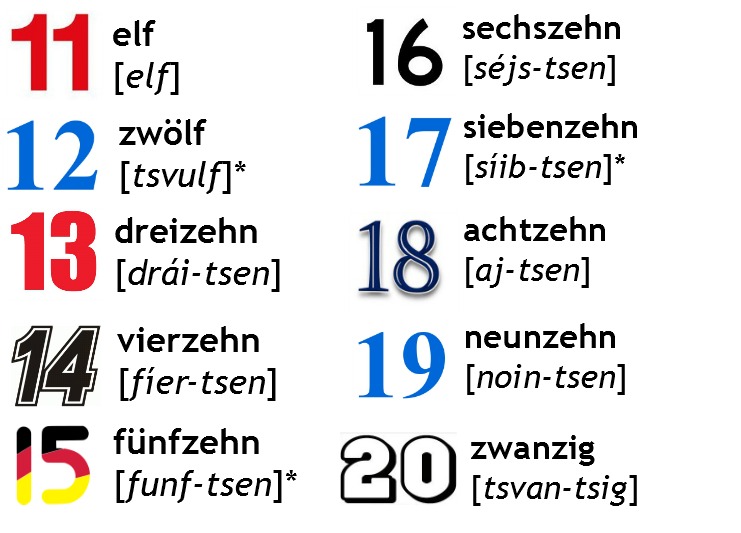 11 elf
[elf]
12 zwölf
[tsvulf]*
13 dreizehn
[drái-tsen]
14 vierzehn
[fíer-tsen]
15 fünfzehn
[funf-tsen]*
16 sechszehn
[séjs-tsen]
17 siebenzehn
[síib-tsen]*
18 achtzehn
[aj-tsen]
19 neunzehn
[noin-tsen]
20 zwanzig
[tsvan-tsig]